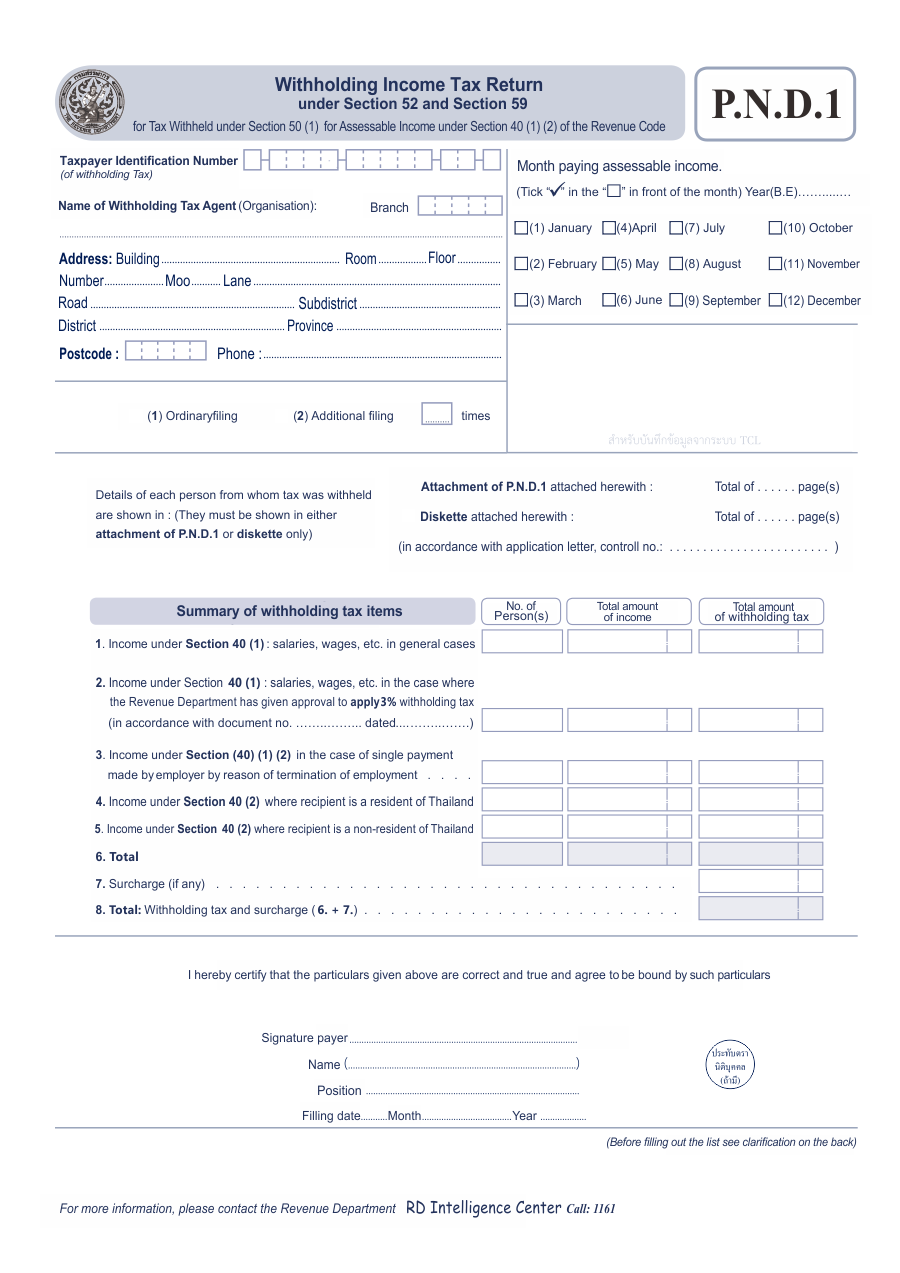 Withholding Income Tax Return
under Section 52 and Section 59
for Tax Withheld under Section 50 (1) for Assessable Income under Section 40 (1) (2) of the Revenue Code
P.N.D.1
Taxpayer Identification Number
(of withholding Tax)
Name of Withholding Tax Agent (Organisation):
Branch
Address: Building Room Floor
Number Moo Lane
Road Subdistrict
District Province
Postcode : Phone :
(1) Ordinaryfiling (2) Additional filing times
Month paying assessable income.
(Tick “✓” in the “☐” in front of the month) Year(B.E)...............
(1) January (4)April (7) July (10) October
(2) February (5) May (8) August (11) November
(3) March (6) June (9) September (12) December
สำหรับบันทึกข้อมูลจากระบบ TCL
Details of each person from whom tax was withheld
are shown in : (They must be shown in either
attachment of P.N.D.1 or diskette only)
Attachment of P.N.D.1 attached herewith : Total of . . . . . . page(s)
Diskette attached herewith : Total of . . . . . . page(s)
(in accordance with application letter, controll no.: . . . . . . . . . . . . . . . . . . . . . . . . )
Summary of withholding tax items
No. of
Person(s)
Total amount
of income
Total amount
of withholding tax
1. Income under Section 40 (1) : salaries, wages, etc. in general cases
2. Income under Section 40 (1) : salaries, wages, etc. in the case where
the Revenue Department has given approval to apply3% withholding tax
(in accordance with document no. ................. dated....................)
3. Income under Section (40) (1) (2) in the case of single payment
made by employer by reason of termination of employment . . . .
4. Income under Section 40 (2) where recipient is a resident of Thailand
5. Income under Section 40 (2) where recipient is a non-resident of Thailand
6. Total
7. Surcharge (if any) . . . . . . . . . . . . . . . . . . . . . . . . . . . . . . . . . . .
8. Total: Withholding tax and surcharge ( 6. + 7.) . . . . . . . . . . . . . . . . . . . . . . . .
I hereby certify that the particulars given above are correct and true and agree to be bound by such particulars
Signature payer
Name ( )
Position
Filling date Month Year
ประทับตรา
นิติบุคคล
(ถ้ามี)
(Before filling out the list see clarification on the back)
For more information, please contact the Revenue Department RD Intelligence Center Call: 1161